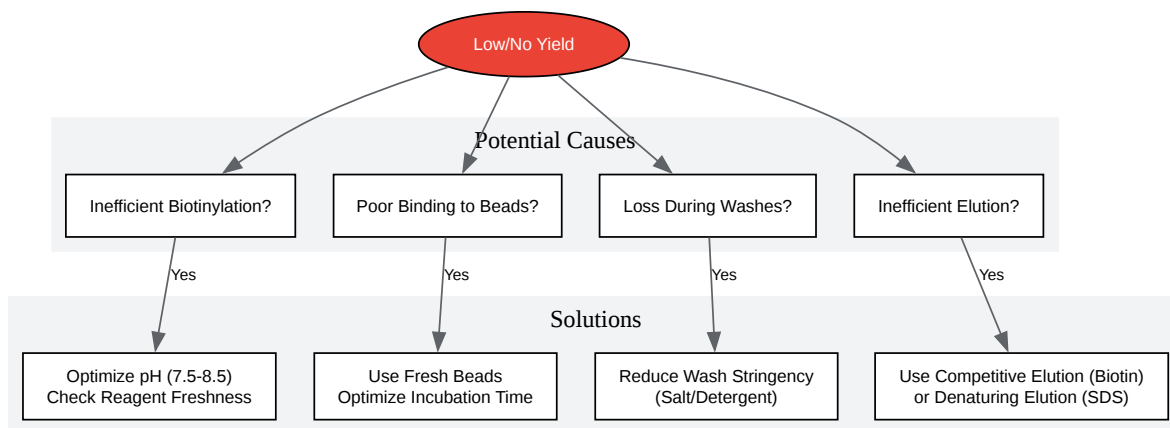 Low/No Yield
Potential Causes
Inefficient Biotinylation?
Poor Binding to Beads?
Loss During Washes?
Inefficient Elution?
Yes
Yes
Yes
Yes
Solutions
Optimize pH (7.5-8.5)
Check Reagent Freshness
Use Fresh Beads
Optimize Incubation Time
Reduce Wash Stringency
(Salt/Detergent)
Use Competitive Elution (Biotin)
or Denaturing Elution (SDS)